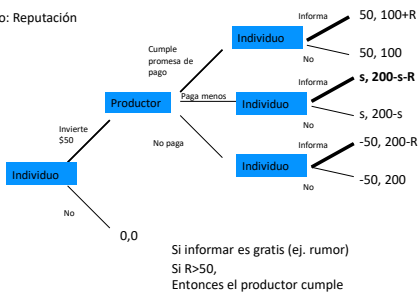 o: Reputación
Informa
50, 100+R
Individuo
No
50, 100
Cumple
promesa de
pago
Informa
s, 200-s-R
Productor
Paga menos
Individuo
No
s, 200-s
Invierte
$50
No paga
Informa
-50, 200-R
Individuo
No
-50, 200
Individuo
No
0,0
Si informar es gratis (ej. rumor)
Si R>50,
Entonces el productor cumple